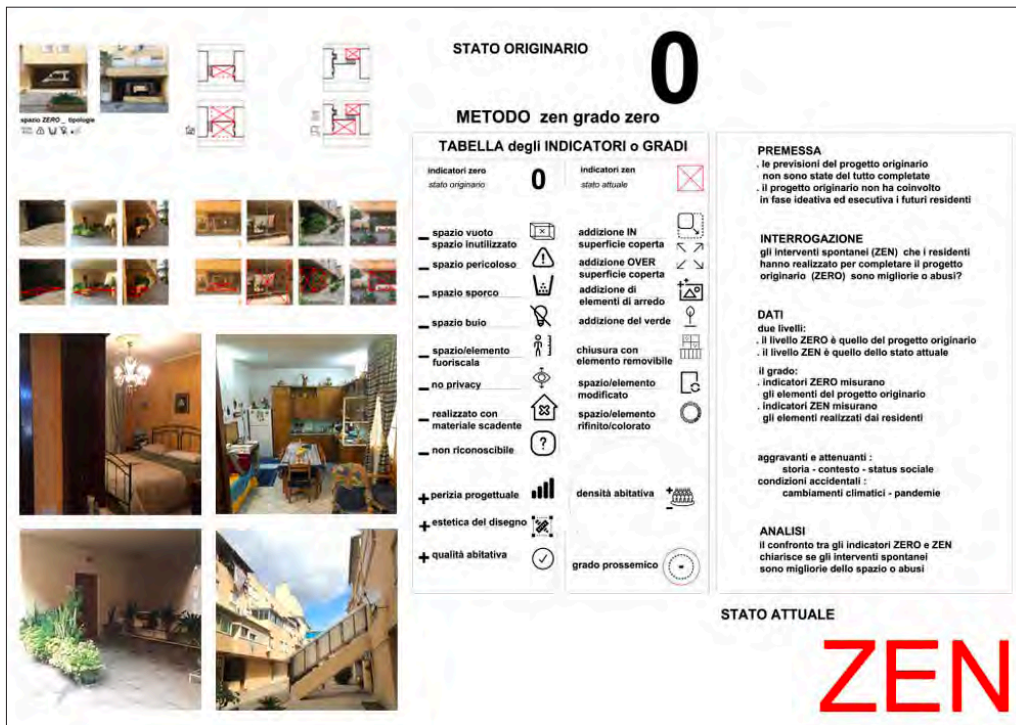 STATO ORIGINARIO
0
METODO zen grado zero
spazio ZERO _ tipologie
TABELLA degli INDICATORI o GRADI
indicatori zero
stato originario
0
indicatori zen
stato attuale
spazio vuoto
spazio inutilizzato
spazio pericoloso
spazio sporco
spazio buio
spazio/elemento
fuoriscala
no privacy
realizzato con
materiale scadente
non riconoscibile
?
+ perizia progettuale
+ estetica del disegno
+ qualità abitativa
addizione IN
superficie coperta
addizione OVER
superficie coperta
addizione di
elementi di arredo
addizione del verde
chiusura con
elemento removibile
spazio/elemento
modificato
spazio/elemento
rifinito/colorato
densità abitativa
grado prossemico
PREMESSA
. le previsioni del progetto originario
non sono state del tutto completate
. il progetto originario non ha coinvolto
in fase ideativa ed esecutiva i futuri residenti
INTERROGAZIONE
gli interventi spontanei (ZEN) che i residenti
hanno realizzato per completare il progetto
originario (ZERO) sono migliorie o abusi?
DATI
due livelli:
. il livello ZERO è quello del progetto originario
. il livello ZEN è quello dello stato attuale
il grado:
. indicatori ZERO misurano
gli elementi del progetto originario
. indicatori ZEN misurano
gli elementi realizzati dai residenti
aggravanti e attenuanti :
storia - contesto - status sociale
condizioni accidentali :
cambiamenti climatici - pandemie
ANALISI
il confronto tra gli indicatori ZERO e ZEN
chiarisce se gli interventi spontanei
sono migliorie dello spazio o abusi
STATO ATTUALE
ZEN